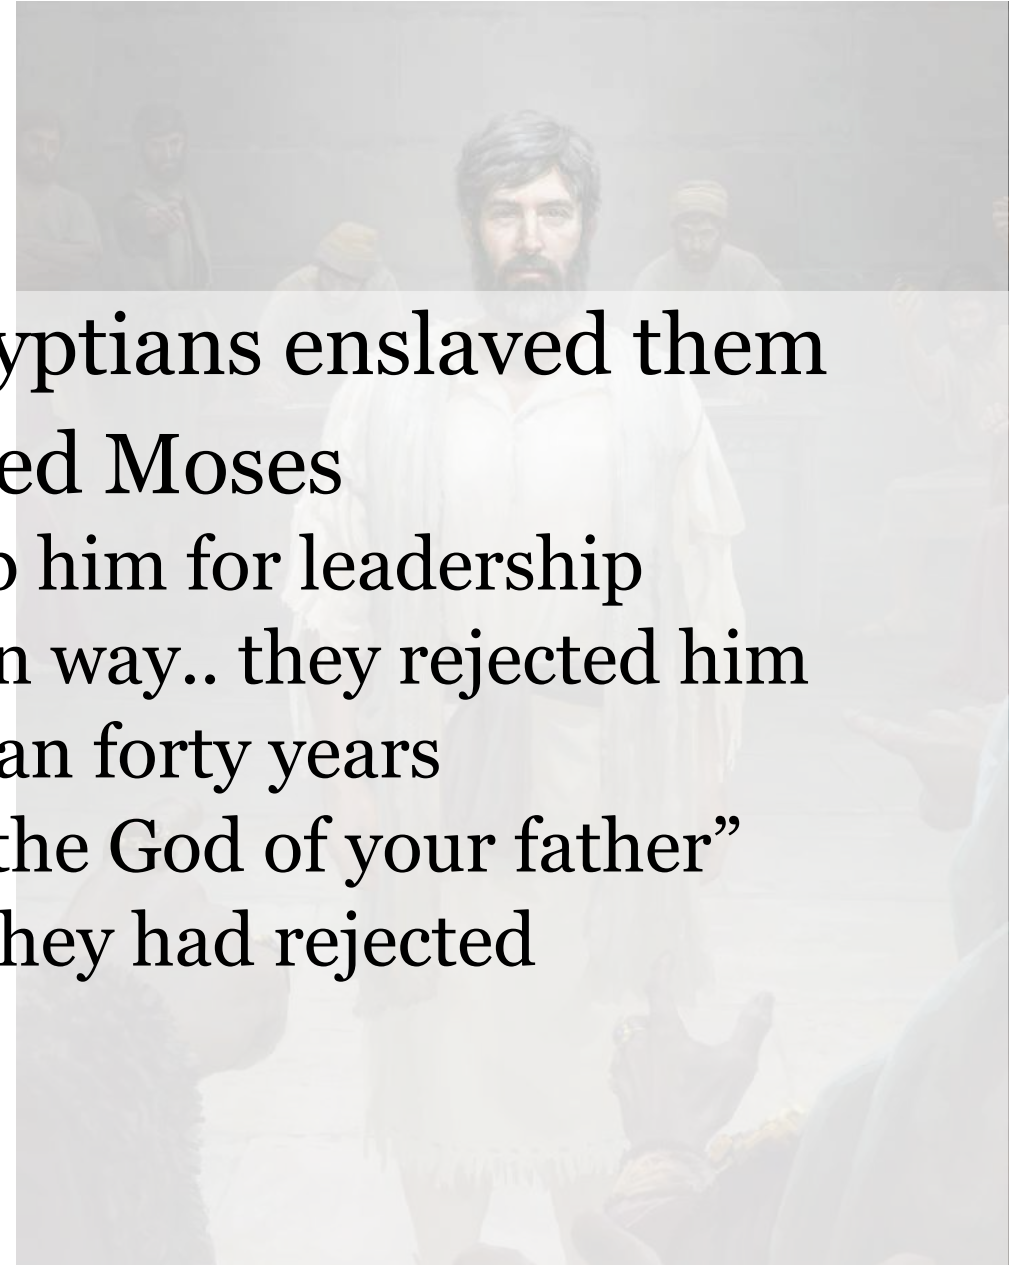 yptians enslaved them
ed Moses
o him for leadership
n way.. they rejected him
an forty years
the God of your father”
hey had rejected